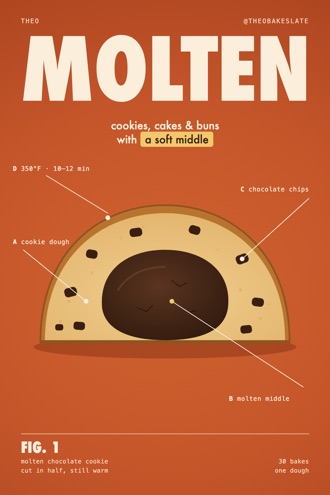 THEO
@THEOBAKESLATE
MOLTEN
cookies, cakes & buns
with a soft middle
D 350°F · 10–12 min
C chocolate chips
A cookie dough
B molten middle
FIG. 1
molten chocolate cookie
cut in half, still warm
30 bakes
one dough